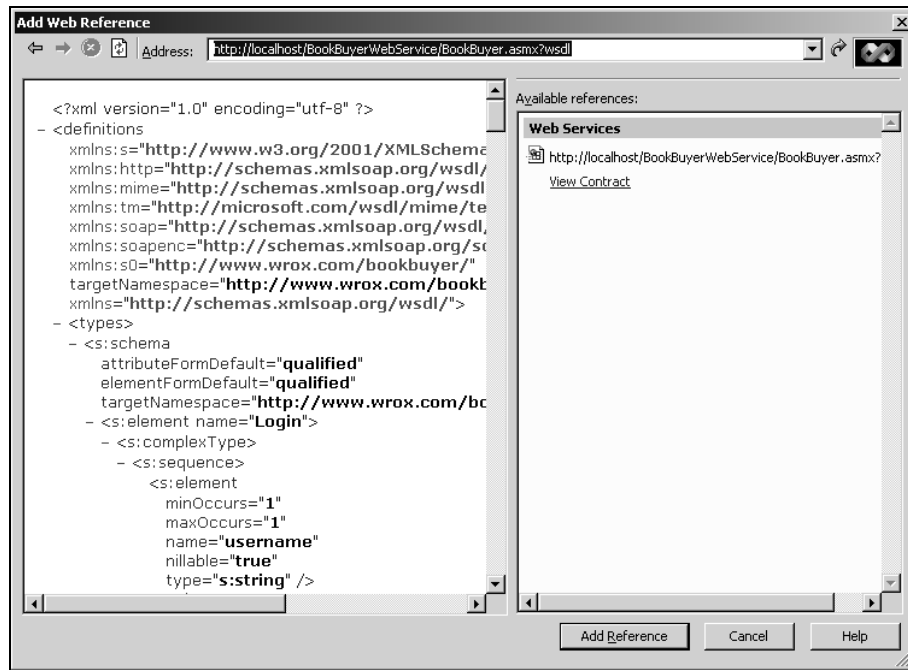 Add Web Reference
Address: http://localhost/BookBuyerWebService/BookBuyer.asmx?wsdl
<?xml version="1.0" encoding="utf-8" ?>
– <definitions
xmlns:s="http://www.w3.org/2001/XMLSchema
xmlns:http="http://schemas.xmlsoap.org/wsdl/
xmlns:mime="http://schemas.xmlsoap.org/wsdl
xmlns:tm="http://microsoft.com/wsdl/mime/te
xmlns:soap="http://schemas.xmlsoap.org/wsdl,
xmlns:soapenc="http://schemas.xmlsoap.org/so
xmlns:s0="http://www.wrox.com/bookbuyer/"
targetNamespace="http://www.wrox.com/bookb
xmlns="http://schemas.xmlsoap.org/wsdl/">
– <types>
– <s:schema
attributeFormDefault="qualified"
elementFormDefault="qualified"
targetNamespace="http://www.wrox.com/bo
– <s:element name="Login">
– <s:complexType>
– <s:sequence>
<s:element
minOccurs="1"
maxOccurs="1"
name="username"
nillable="true"
type="s:string" />
Available references:
Web Services
http://localhost/BookBuyerWebService/BookBuyer.asmx?
View Contract
Add Reference
Cancel
Help